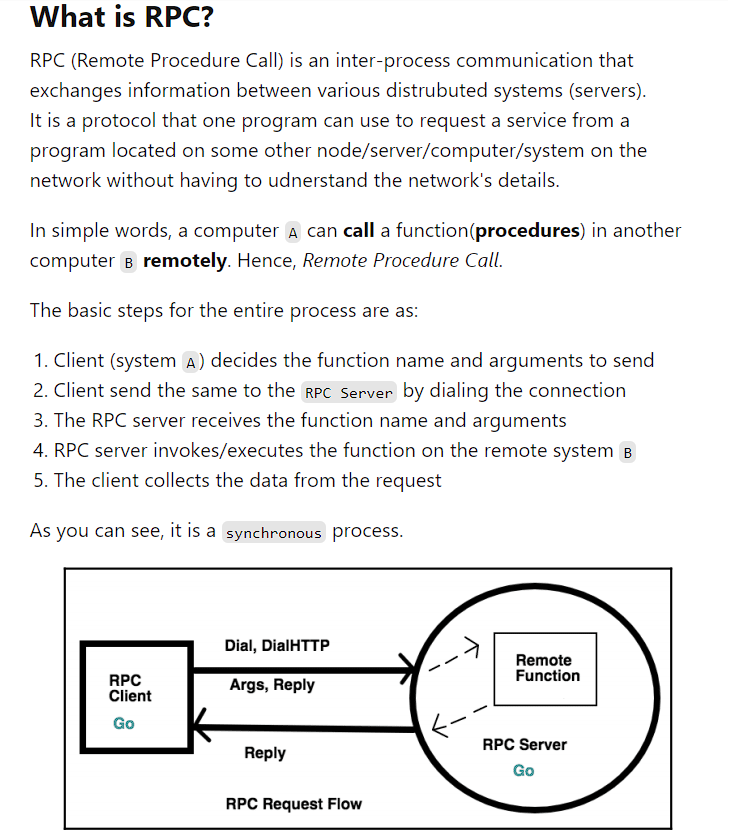 What is RPC?
RPC (Remote Procedure Call) is an inter-process communication that
exchanges information between various distrubuted systems (servers).
It is a protocol that one program can use to request a service from a
program located on some other node/server/computer/system on the
network without having to udnerstand the network's details.
In simple words, a computer A can call a function(procedures) in another
computer B remotely. Hence, Remote Procedure Call.
The basic steps for the entire process are as:
1. Client (system A) decides the function name and arguments to send
2. Client send the same to the RPC Server by dialing the connection
3. The RPC server receives the function name and arguments
4. RPC server invokes/executes the function on the remote system B
5. The client collects the data from the request
As you can see, it is a synchronous process.
Dial, DialHTTP
Args, Reply
RPC
Client
Go
Reply
RPC Request Flow
Remote
Function
RPC Server
Go